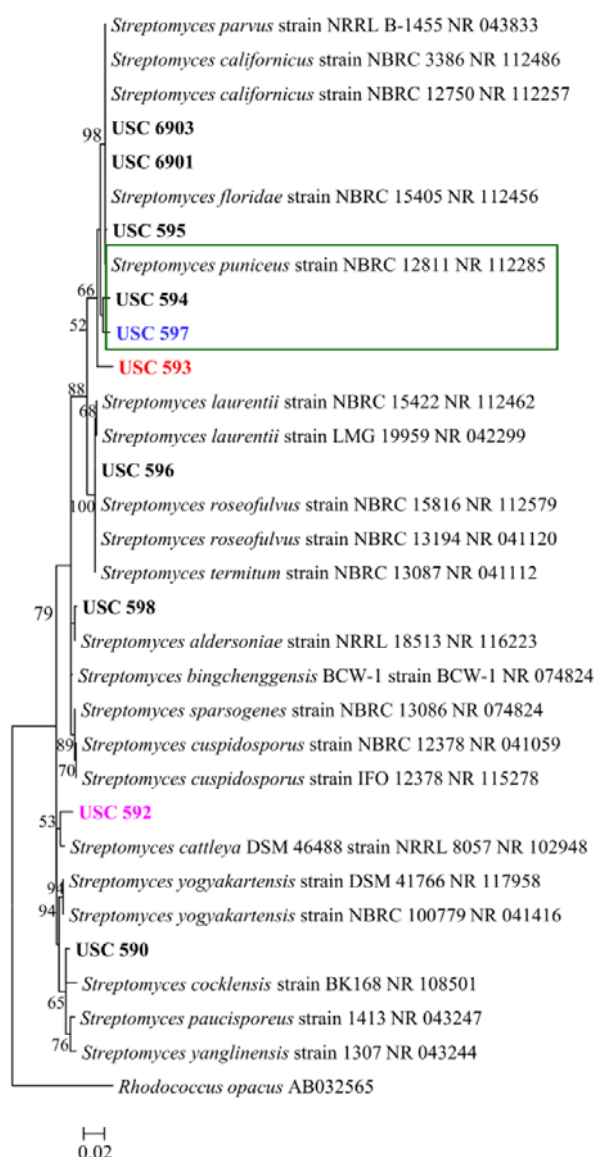 Streptomyces parvus strain NRRL B-1455 NR 043833
Streptomyces californicus strain NBRC 3386 NR 112486
Streptomyces californicus strain NBRC 12750 NR 112257
98
USC 6903
USC 6901
Streptomyces floridae strain NBRC 15405 NR 112456
USC 595
Streptomyces puniceus strain NBRC 12811 NR 112285
66
USC 594
52
USC 597
USC 593
88
Streptomyces laurentii strain NBRC 15422 NR 112462
68
Streptomyces laurentii strain LMG 19959 NR 042299
USC 596
100
Streptomyces roseofulvus strain NBRC 15816 NR 112579
Streptomyces roseofulvus strain NBRC 13194 NR 041120
Streptomyces termitum strain NBRC 13087 NR 041112
79
USC 598
Streptomyces aldersoniae strain NRRL 18513 NR 116223
Streptomyces bingchenggensis BCW-1 strain BCW-1 NR 074824
Streptomyces sparsogenes strain NBRC 13086 NR 074824
89
Streptomyces cuspidosporus strain NBRC 12378 NR 041059
70
Streptomyces cuspidosporus strain IFO 12378 NR 115278
USC 592
53
Streptomyces cattleya DSM 46488 strain NRRL 8057 NR 102948
94
Streptomyces yogyakartensis strain DSM 41766 NR 117958
94
Streptomyces yogyakartensis strain NBRC 100779 NR 041416
USC 590
Streptomyces cocklensis strain BK168 NR 108501
65
Streptomyces paucisporeus strain 1413 NR 043247
76
Streptomyces yanglinensis strain 1307 NR 043244
Rhodococcus opacus AB032565
0.02